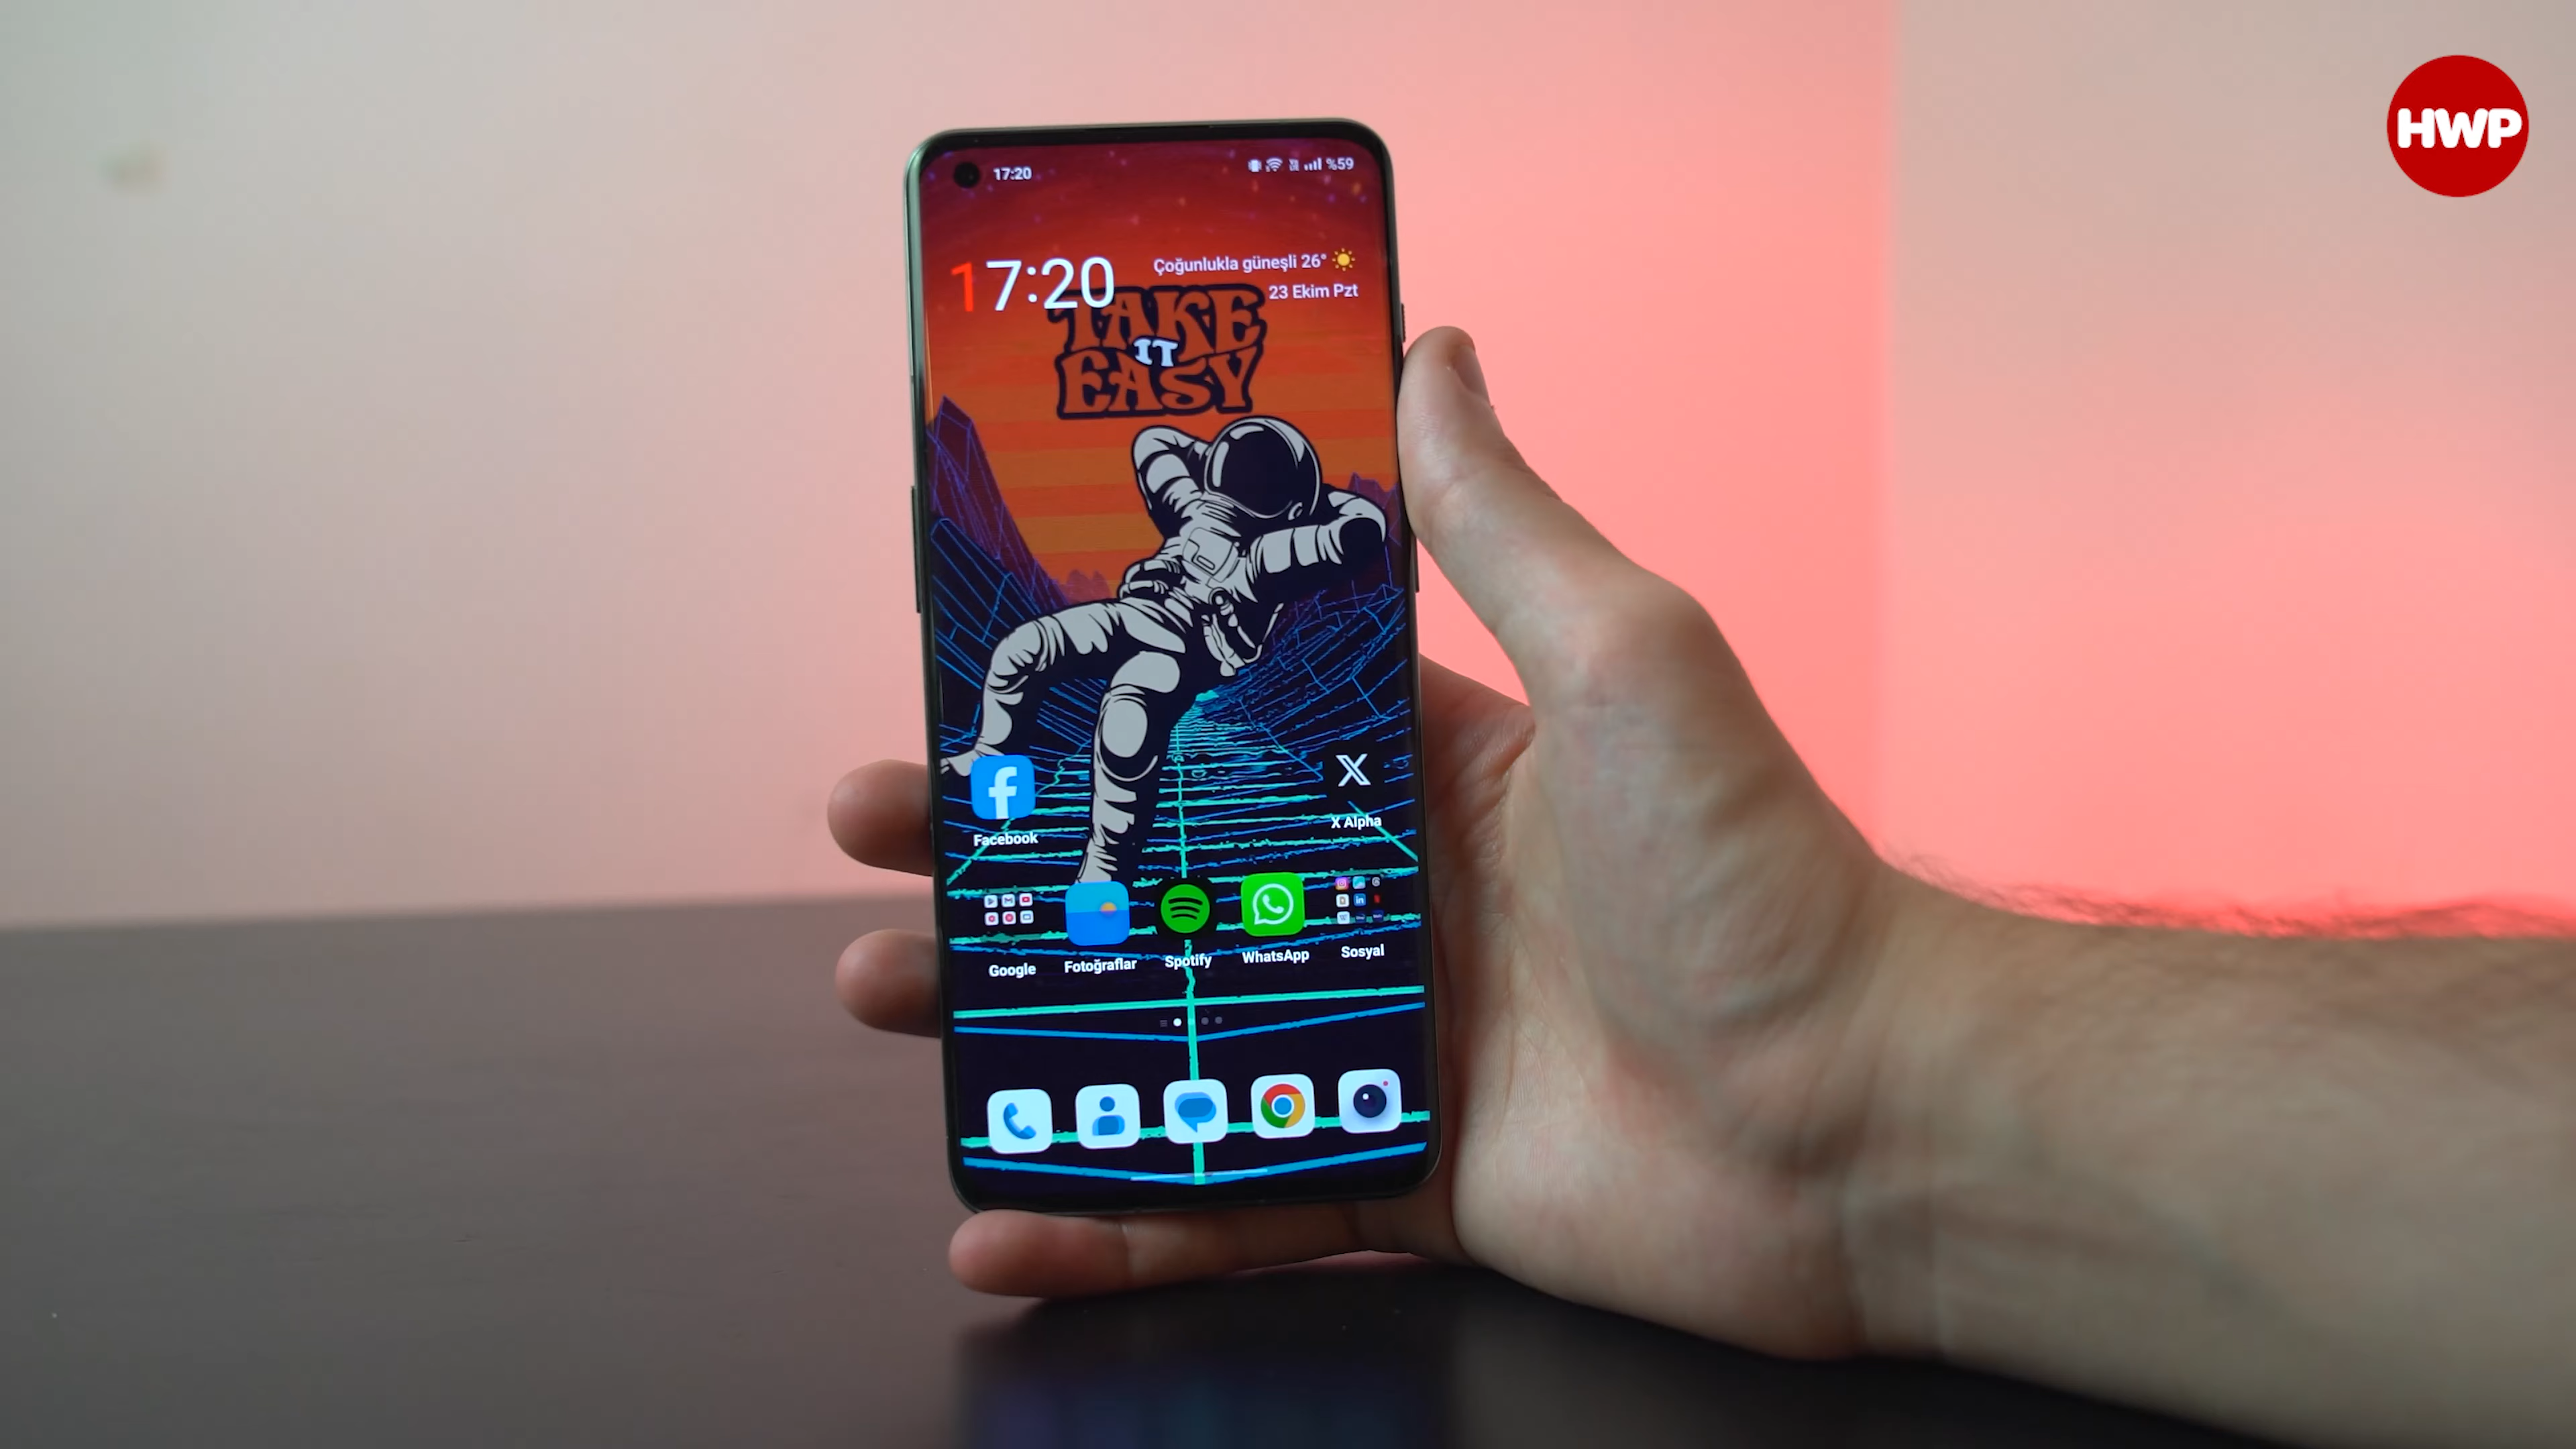 HWP
17:20
%59
17:20
Çoğunlukla güneşli 26°
23 Ekim Pzt
TAKE
IT
EASY
Facebook
X Alpha
Google
Fotoğraflar
Spotify
WhatsApp
Sosyal